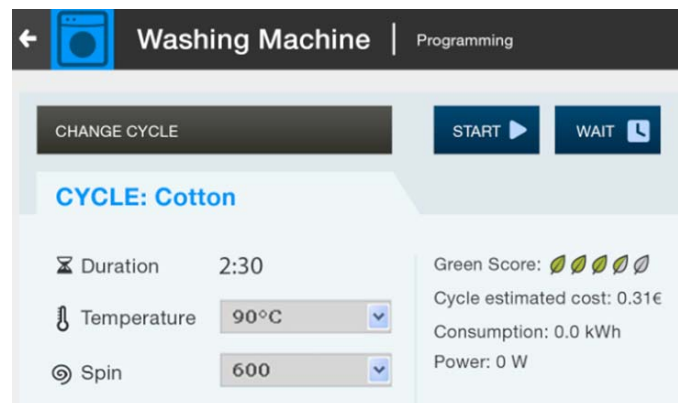 Washing Machine | Programming
CHANGE CYCLE
START
WAIT
CYCLE: Cotton
Duration 2:30
Temperature 90°C
Spin 600
Green Score:
Cycle estimated cost: 0.31€
Consumption: 0.0 kWh
Power: 0 W